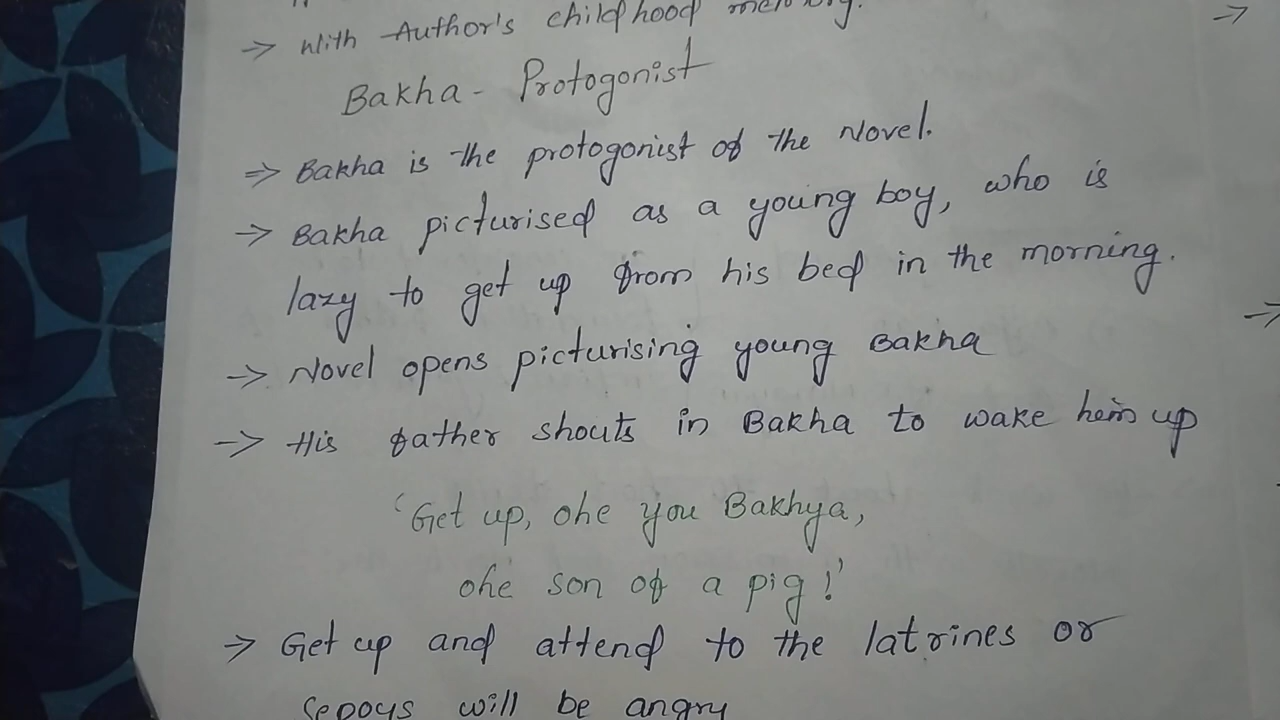 → With Author's childhood memory.
Bakha - Protogonist
⇒ Bakha is the protogonist of the Novel.
→ Bakha picturised as a young boy, who is
lazy to get up from his bed in the morning.
→ Novel opens picturising young Bakha
→ His father shouts in Bakha to wake him up
'Get up, ohe you Bakhya,
ohe son of a pig!'
→ Get up and attend to the latrines or
sepoys will be angry